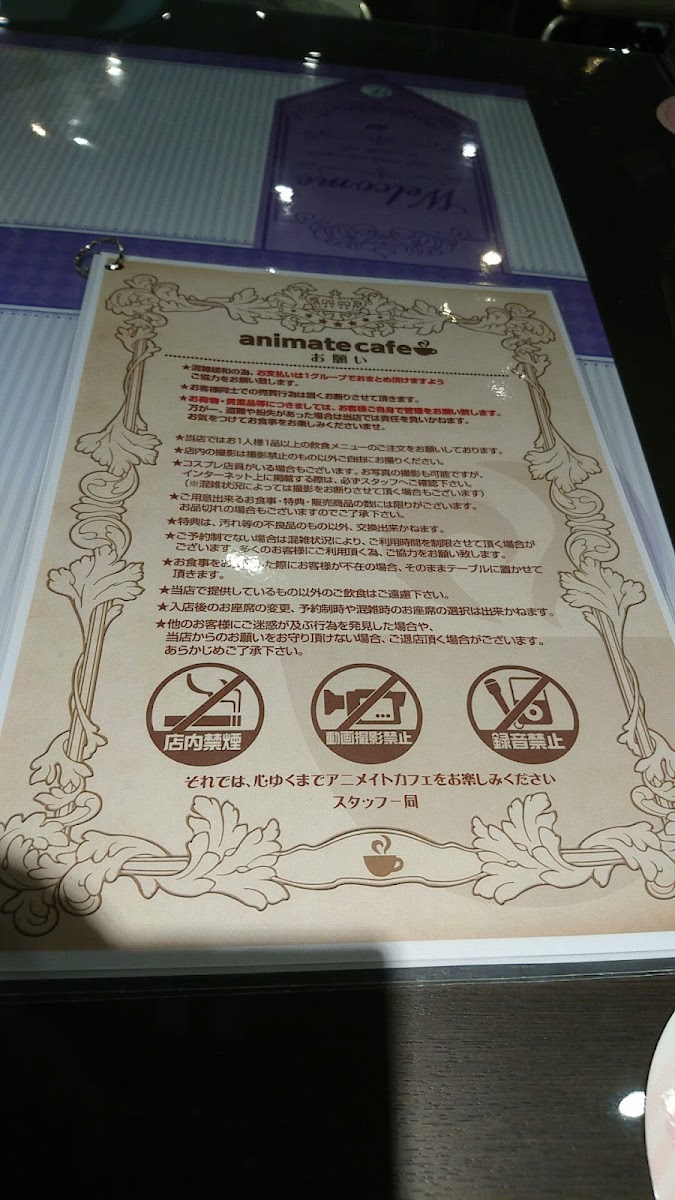 Welcome
animate cafe
お願い
★混雑緩和の為、お支払いは1グループでおまとめ頂けますよう
ご協力をお願い致します。
★お客様同士での売買行為は固くお断りさせて頂きます。
★お荷物・貴重品等につきましては、お客様ご自身で管理をお願い致します。
万が一、盗難や紛失があった場合は当店では責任を負いかねます。
お気をつけてお食事をお楽しみくださいませ。
★当店ではお1人様1品以上の飲食メニューのご注文をお願いしております。
★店内の撮影は撮影禁止のもの以外ご自由にお撮りください。
★コスプレ店員がいる場合もございます。お写真の撮影も可能ですが、
インターネット上に掲載する際は、必ずスタッフへご確認下さい。
(※混雑状況によっては撮影をお断りさせて頂く場合もございます)
★ご用意出来るお食事・特典・販売商品の数には限りがございます。
お品切れの場合もございますのでご了承下さい。
★特典は、汚れ等の不良品のもの以外、交換出来かねます。
★ご予約制でない場合は混雑状況により、ご利用時間を制限させて頂く場合が
ございます。多くのお客様にご利用頂く為、ご協力をお願い致します。
★お食事をお した際にお客様が不在の場合、そのままテーブルに置かせて
頂きます。
★当店で提供しているもの以外のご飲食はご遠慮下さい。
★入店後のお座席の変更、予約制時や混雑時のお座席の選択は出来かねます。
★他のお客様にご迷惑が及ぶ行為を発見した場合や、
当店からのお願いをお守り頂けない場合、ご退店頂く場合がございます。
あらかじめご了承下さい。
店内禁煙
動画撮影禁止
録音禁止
それでは、心ゆくまでアニメイトカフェをお楽しみください
スタッフ一同